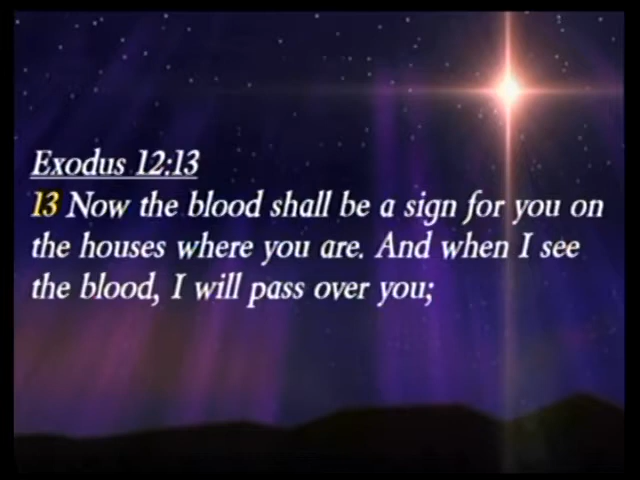 Exodus 12:13
13 Now the blood shall be a sign for you on
the houses where you are. And when I see
the blood, I will pass over you;